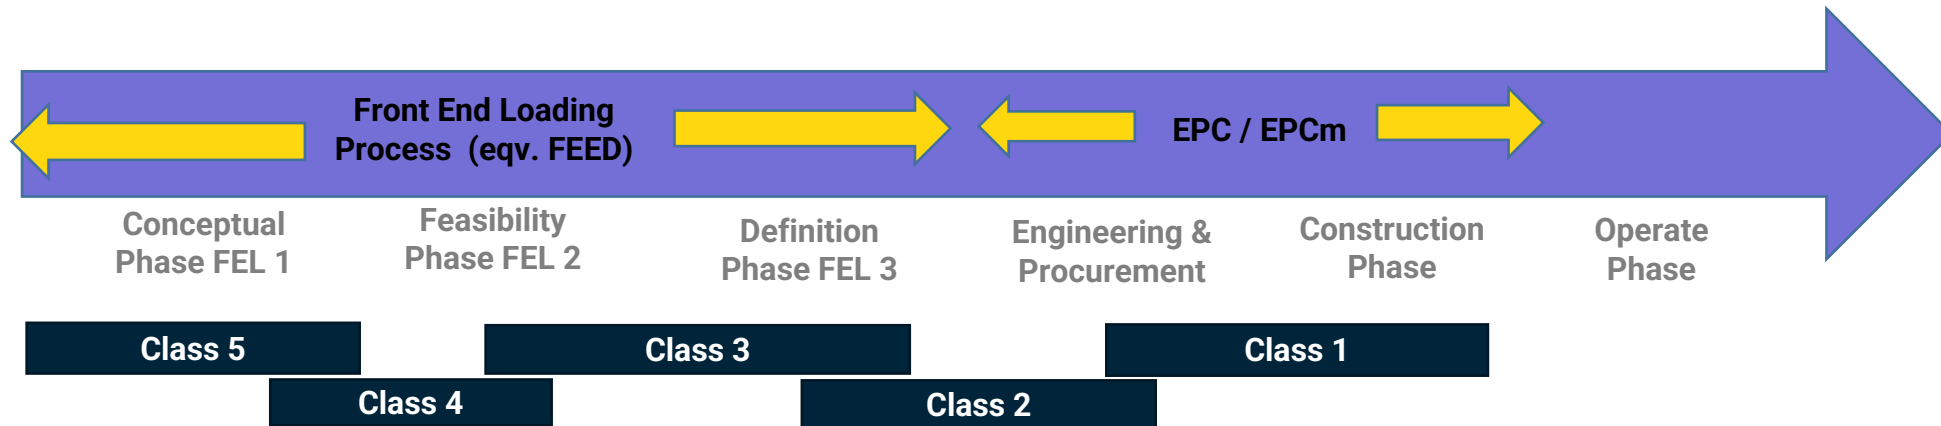 Front End Loading
Process (eqv. FEED)
EPC / EPCm
Conceptual
Phase FEL 1
Feasibility
Phase FEL 2
Definition
Phase FEL 3
Engineering &
Procurement
Construction
Phase
Operate
Phase
Class 5
Class 3
Class 1
Class 4
Class 2